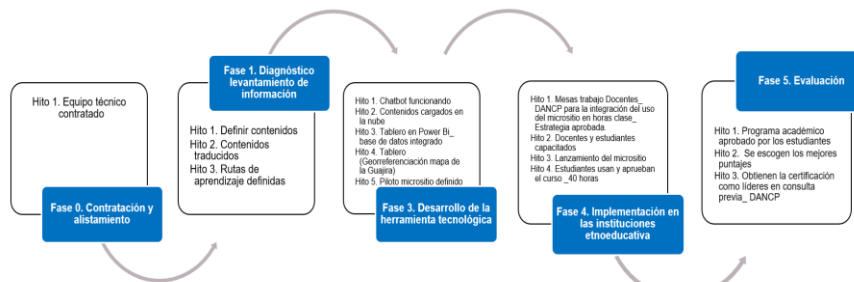 Hito 1. Equipo técnico
contratado
Fase 0. Contratación y
alistamiento
Fase 1. Diagnóstico
levantamiento de
información
Hito 1. Definir contenidos
Hito 2. Contenidos
traducidos
Hito 3. Rutas de
aprendizaje definidas
Hito 1. Chatbot funcionando
Hito 2. Contenidos cargados en
la nube
Hito 3. Tablero en Power Bi_
base de datos integrado
Hito 4. Tablero
(Georreferenciación mapa de
la Guajira)
Hito 5. Piloto micrositio definido
Fase 3. Desarrollo de la
herramienta tecnológica
Hito 1. Mesas trabajo Docentes_
DANCP para la integración del uso
del micrositio en horas clase_
Estrategia aprobada.
Hito 2. Docentes y estudiantes
capacitados
Hito 3. Lanzamiento del micrositio
Hito 4. Estudiantes usan y aprueban
el curso _40 horas
Fase 4. Implementación en
las instituciones
etnoeducativa
Fase 5. Evaluación
Hito 1. Programa académico
aprobado por los estudiantes
Hito 2. Se escogen los mejores
puntajes
Hito 3. Obtienen la certificación
como líderes en consulta
previa_ DANCP